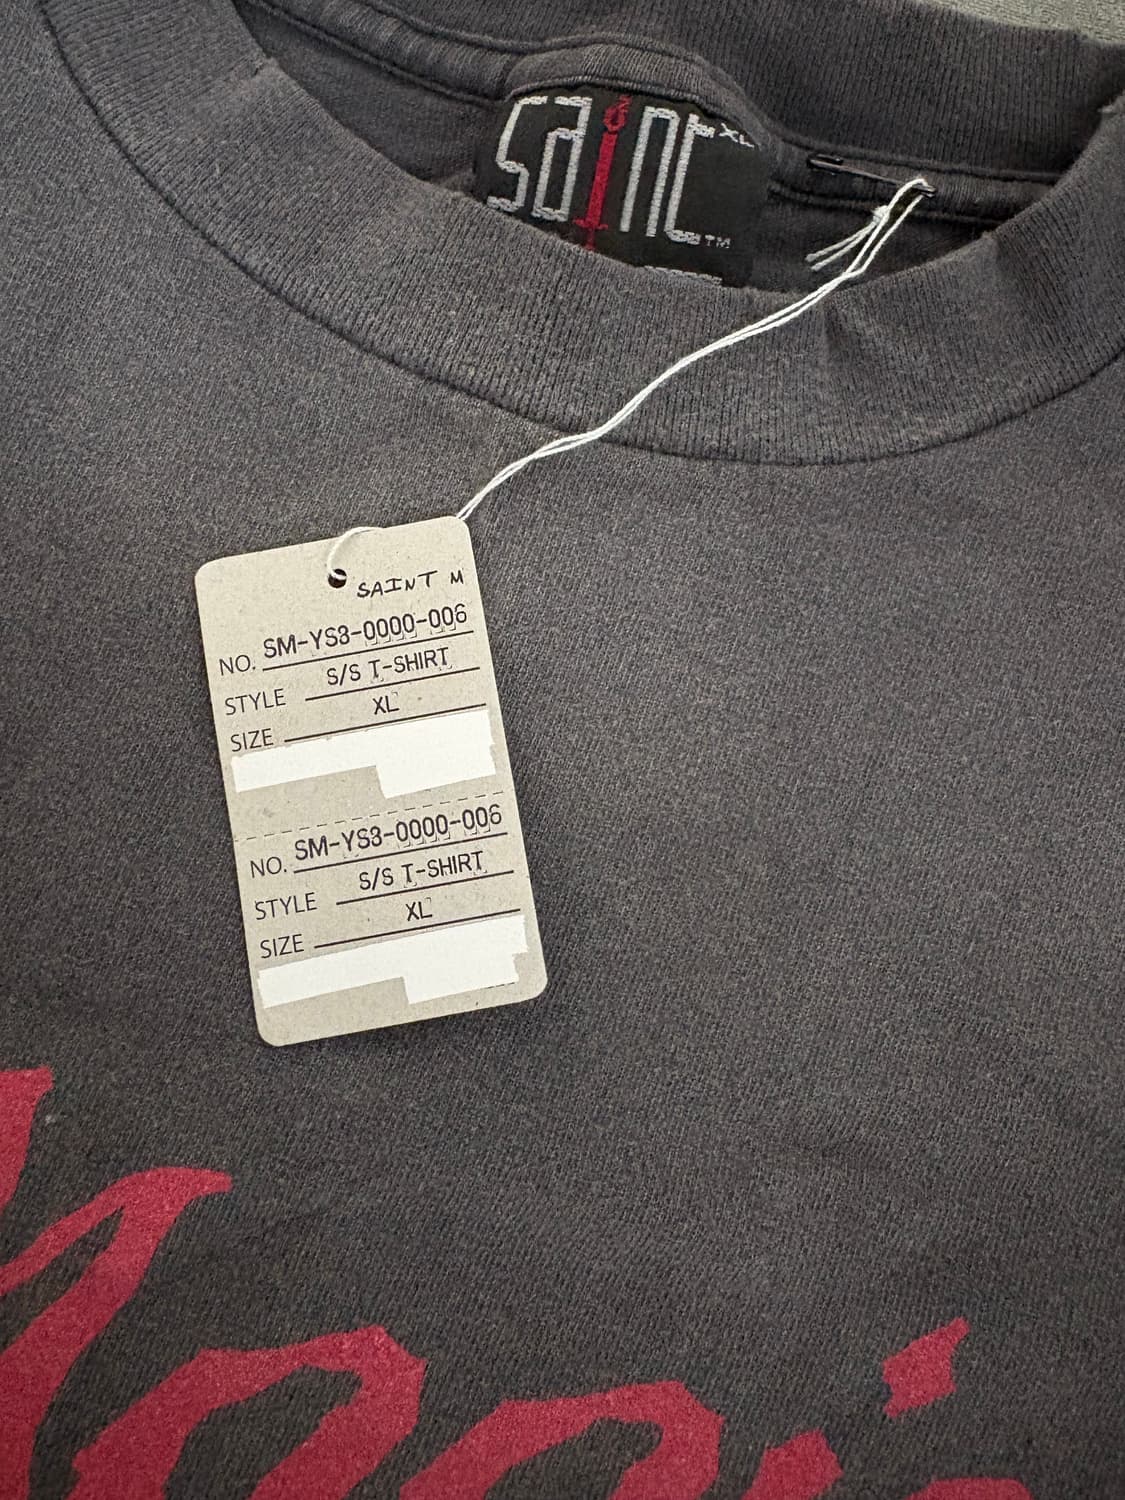 saint XL
TM
SAINT M
NO. SM-YS3-0000-006
STYLE S/S T-SHIRT
SIZE XL
NO. SM-YS3-0000-006
STYLE S/S T-SHIRT
SIZE XL